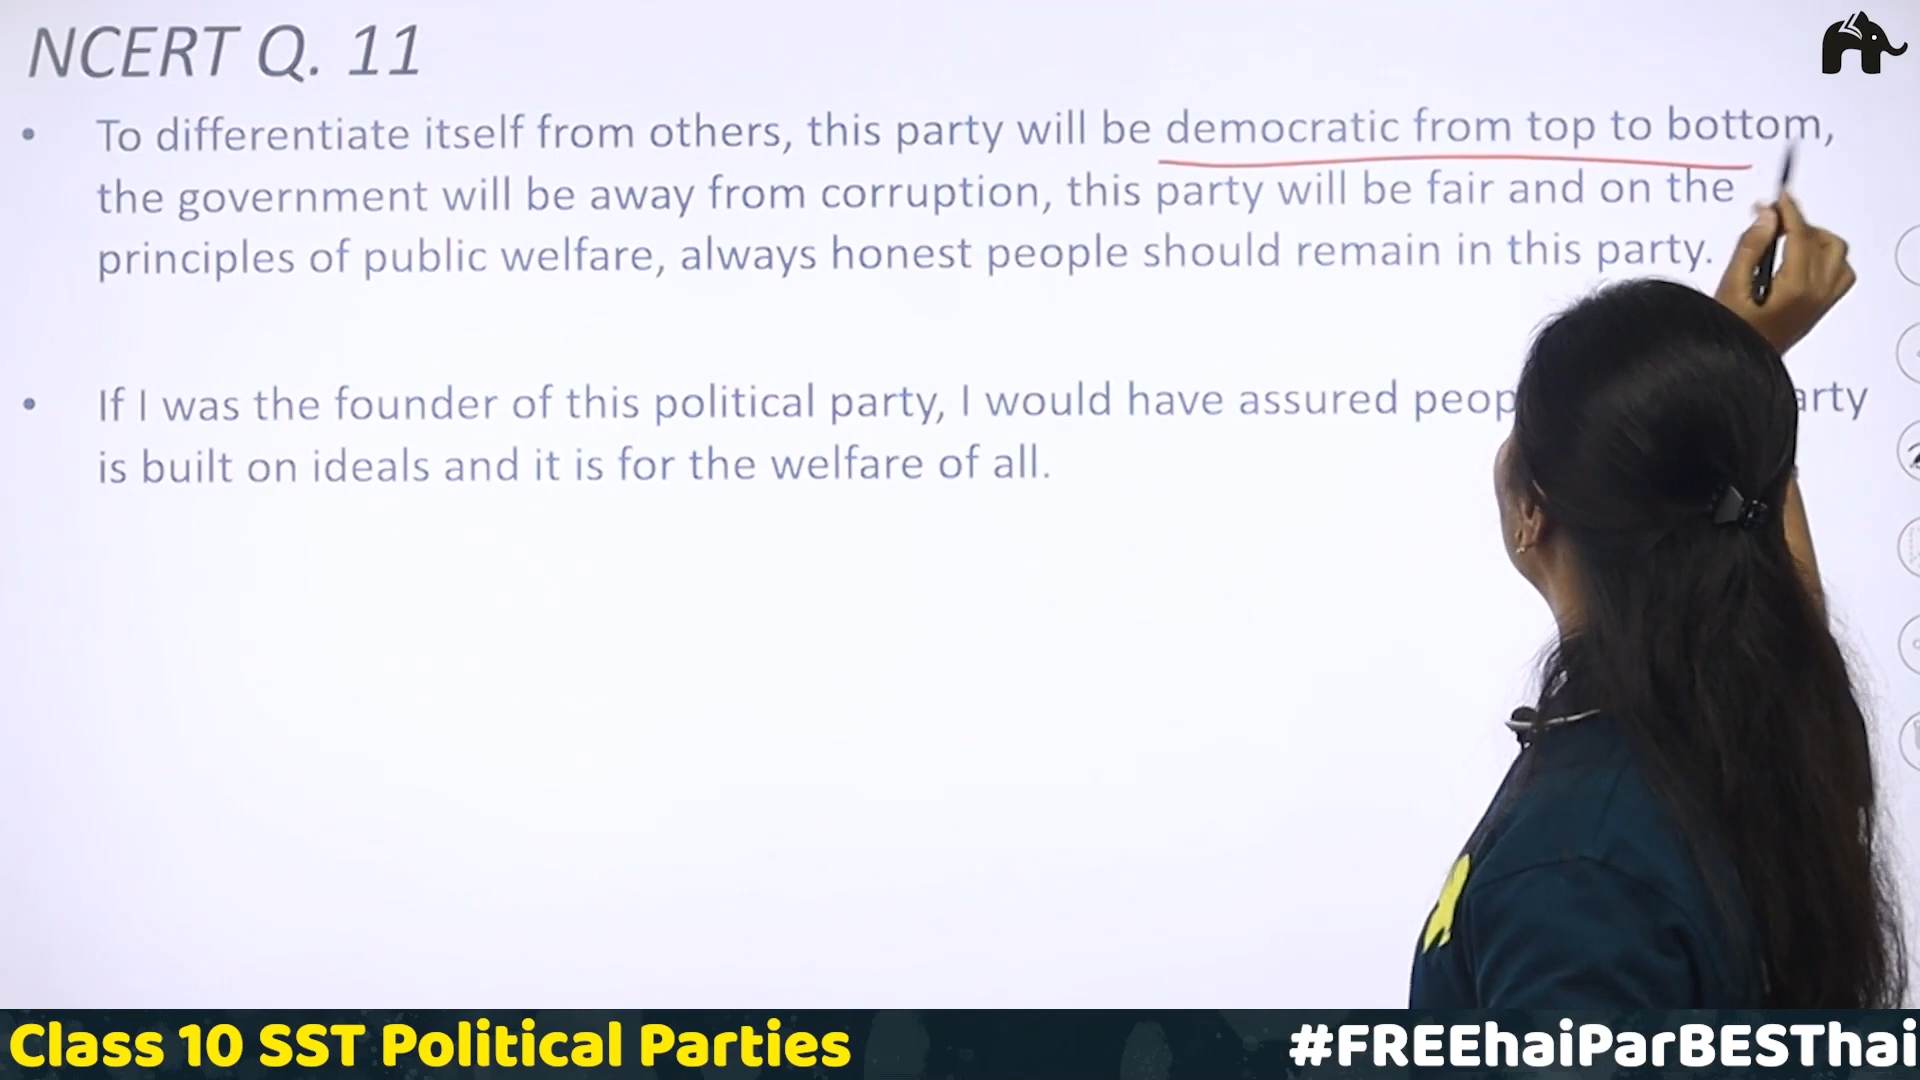 NCERT Q. 11
• To differentiate itself from others, this party will be democratic from top to bottom,
the government will be away from corruption, this party will be fair and on the
principles of public welfare, always honest people should remain in this party.
• If I was the founder of this political party, I would have assured
is built on ideals and it is for the welfare of all.
Class 10 SST Political Parties
#FREEhaiParBESThai